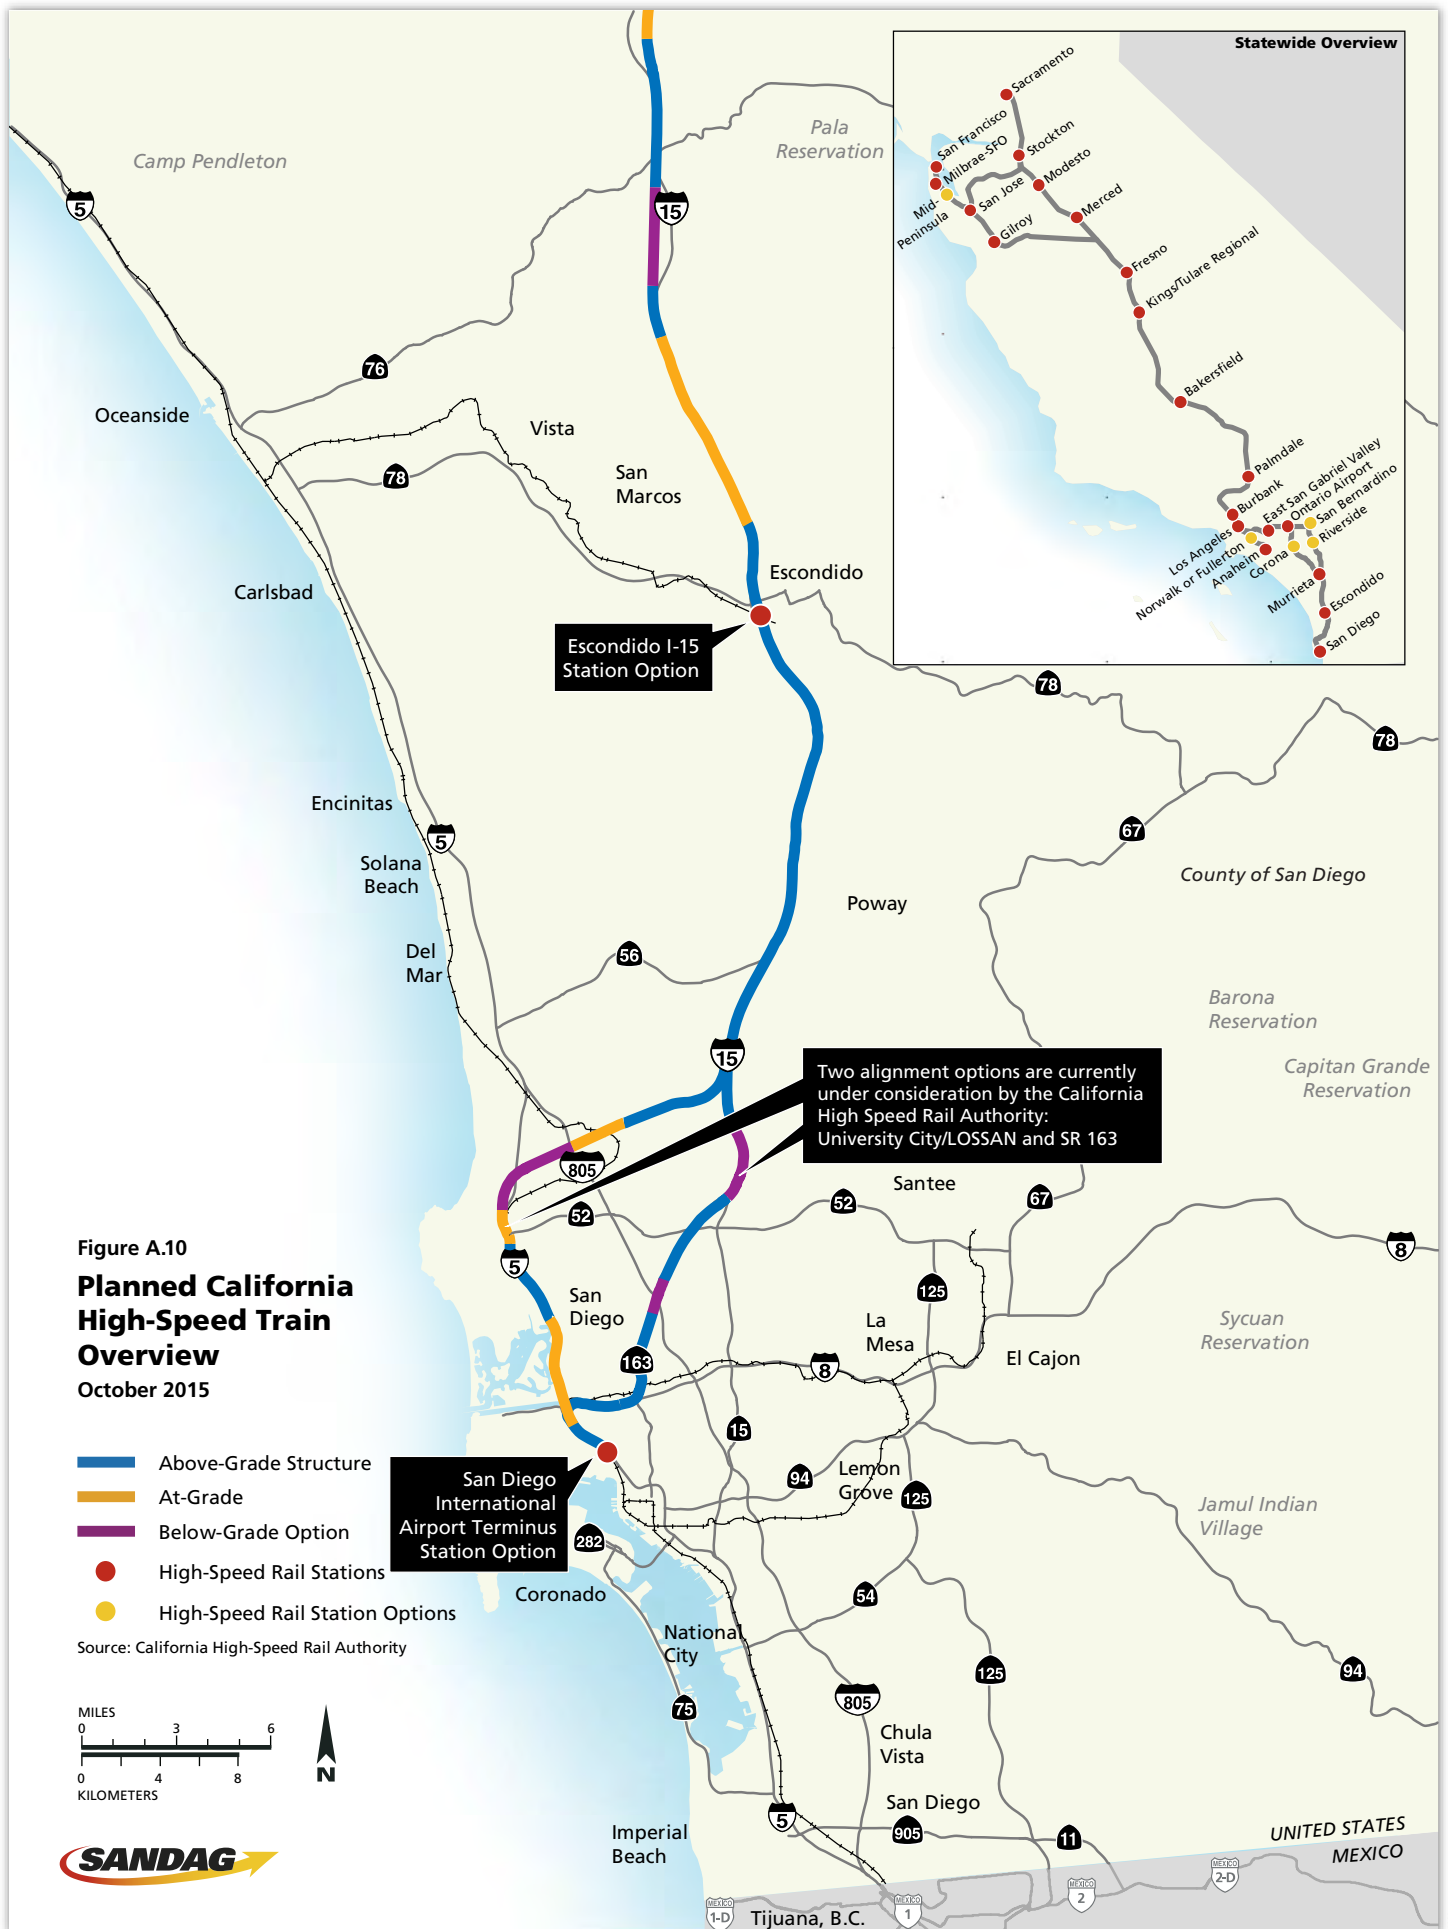 Statewide Overview
Sacramento
San Francisco
Milbrae-SFO
Stockton
Modesto
Mid-
Peninsula
San Jose
Merced
Gilroy
Fresno
Kings/Tulare Regional
Bakersfield
Palmdale
Burbank
East San Gabriel Valley
Ontario Airport
San Bernardino
Riverside
Los Angeles
Norwalk or Fullerton
Anaheim
Corona
Murrieta
Escondido
San Diego
Camp Pendleton
Pala
Reservation
5
15
76
Oceanside
Vista
78
San
Marcos
Escondido
Carlsbad
Escondido I-15
Station Option
78
78
Encinitas
5
67
Solana
Beach
County of San Diego
Poway
Del
Mar
56
Barona
Reservation
15
Capitan Grande
Reservation
Two alignment options are currently
under consideration by the California
High Speed Rail Authority:
University City/LOSSAN and SR 163
805
Santee
52
52
67
8
5
125
San
Diego
La
Mesa
Sycuan
Reservation
163
8
El Cajon
15
94
Lemon
Grove
125
San Diego
International
Airport Terminus
Station Option
Jamul Indian
Village
282
Coronado
54
National
City
125
94
75
805
Chula
Vista
San Diego
5
905
11
Imperial
Beach
UNITED STATES
MEXICO
MEXICO
1-D
Tijuana, B.C.
MEXICO
1
MEXICO
2
MEXICO
2-D
Figure A.10
Planned California
High-Speed Train
Overview
October 2015
Above-Grade Structure
At-Grade
Below-Grade Option
High-Speed Rail Stations
High-Speed Rail Station Options
Source: California High-Speed Rail Authority
MILES
0 3 6
0 4 8
KILOMETERS
N
SANDAG